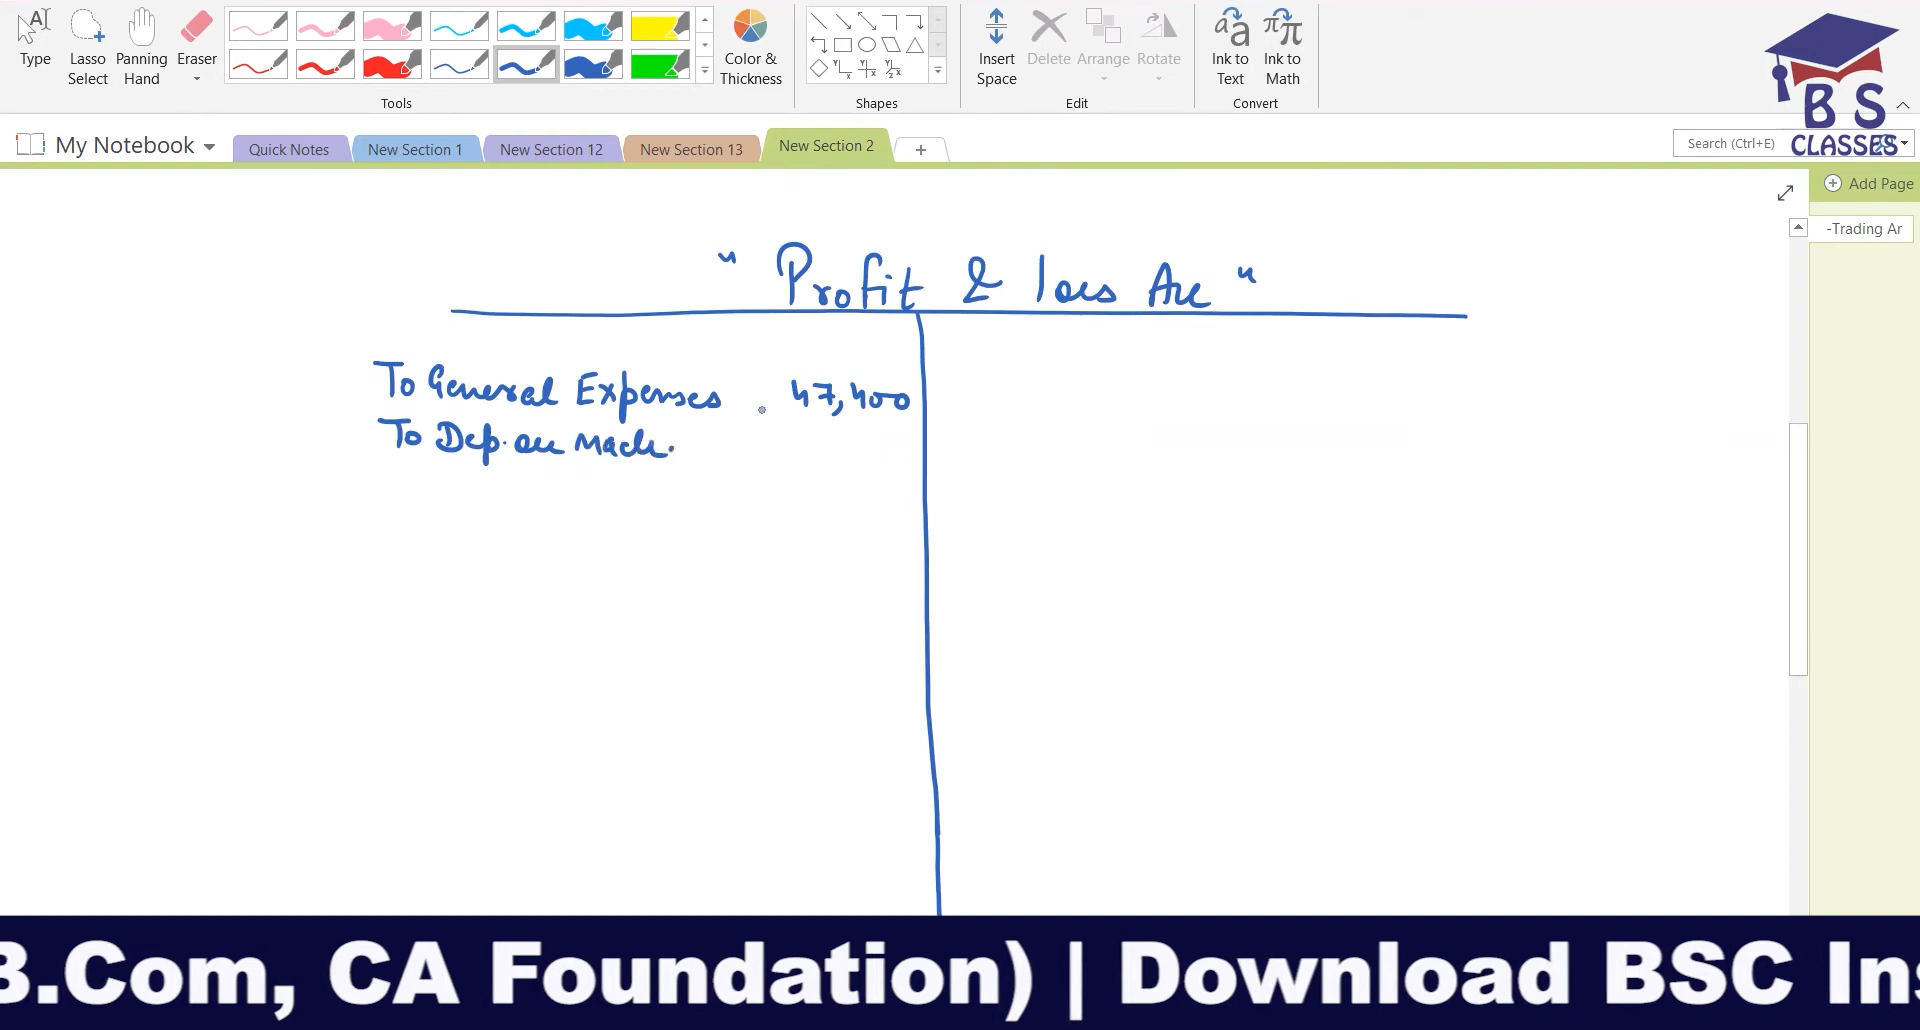 Type
Lasso Select
Panning Hand
Eraser
Color & Thickness
Insert Space
Delete
Arrange
Rotate
Ink to Text
Ink to Math
Tools
Shapes
Edit
Convert
B S
CLASSES
My Notebook
Quick Notes
New Section 1
New Section 12
New Section 13
New Section 2
Search (Ctrl+E)
Add Page
-Trading Ar
" Profit & loss A/c "
To General Expenses 47,400
To Dep. on Mach.
B.Com, CA Foundation) | Download BSC Ins